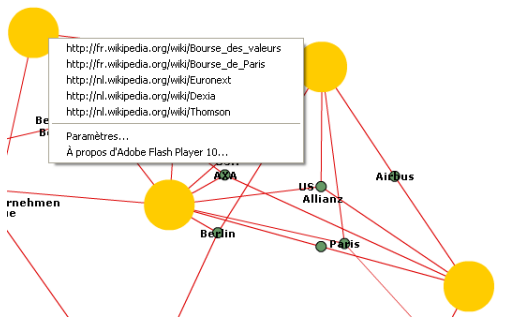 http://fr.wikipedia.org/wiki/Bourse_des_valeurs
http://fr.wikipedia.org/wiki/Bourse_de_Paris
http://nl.wikipedia.org/wiki/Euronext
http://nl.wikipedia.org/wiki/Dexia
http://nl.wikipedia.org/wiki/Thomson
Paramètres...
À propos d'Adobe Flash Player 10...
AXA
Airbus
US
Allianz
ernehmen
Berlin
Paris